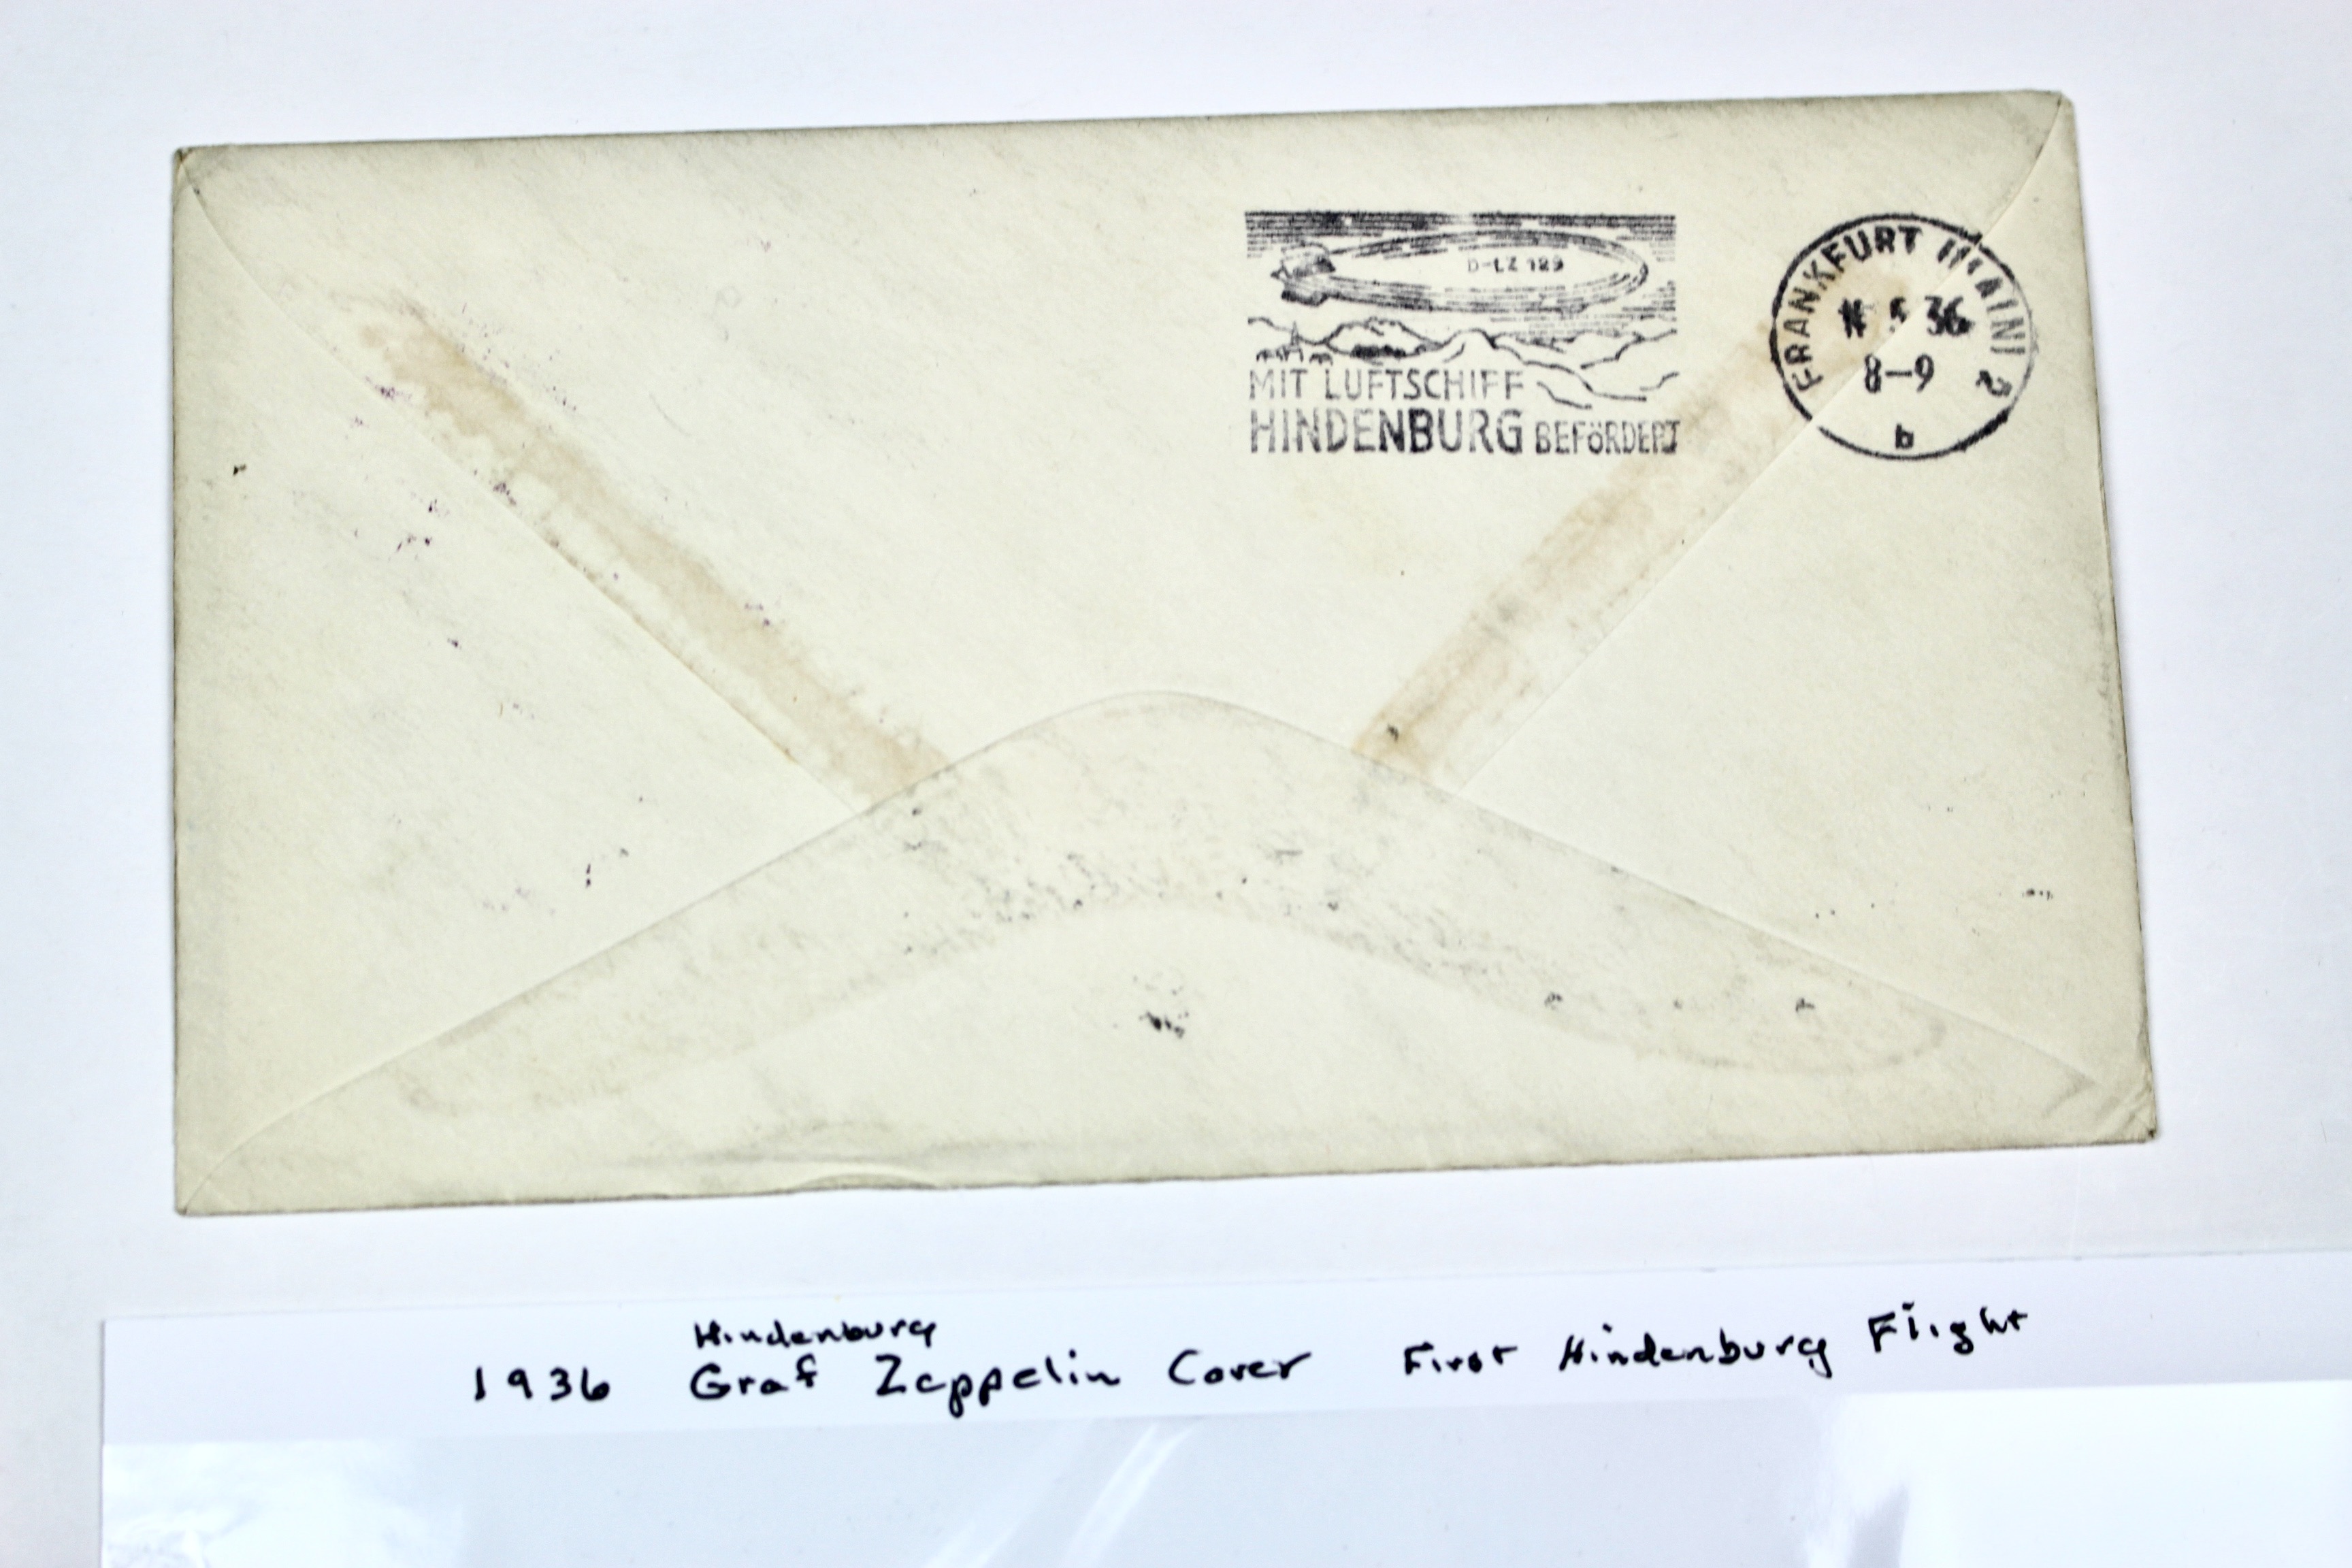 D-LZ 129
MIT LUFTSCHIFF
HINDENBURG BEFÖRDERT
FRANKFURT (MAIN) 2
5 36
8-9
b
Hindenburg
1936 Graf Zeppelin Cover First Hindenburg Flight